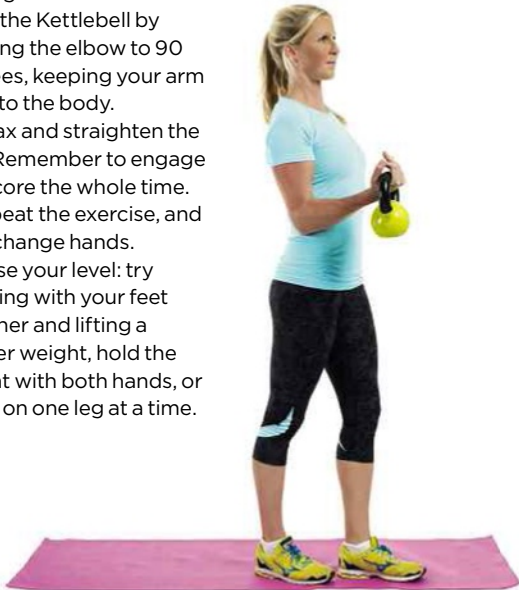 the Kettlebell by
ng the elbow to 90
es, keeping your arm
to the body.
ax and straighten the
Remember to engage
core the whole time.
peat the exercise, and
change hands.
se your level: try
ing with your feet
her and lifting a
er weight, hold the
t with both hands, or
on one leg at a time.